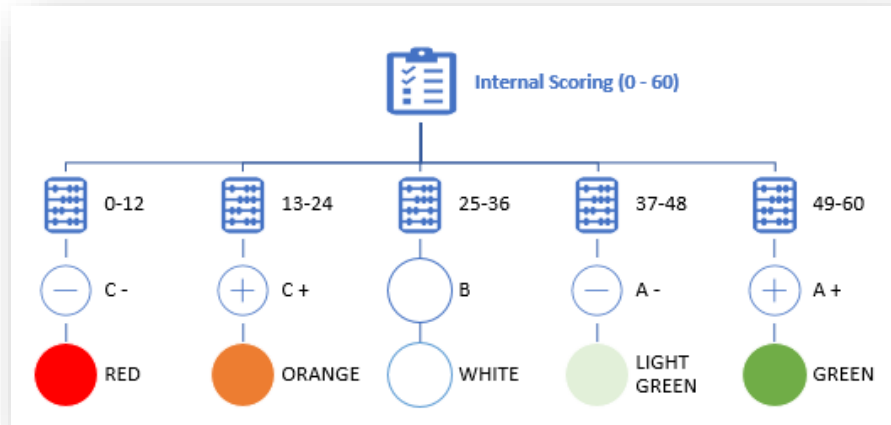 Internal Scoring (0 - 60)
0-12
13-24
25-36
37-48
49-60
C -
C +
B
A -
A +
RED
ORANGE
WHITE
LIGHT
GREEN
GREEN